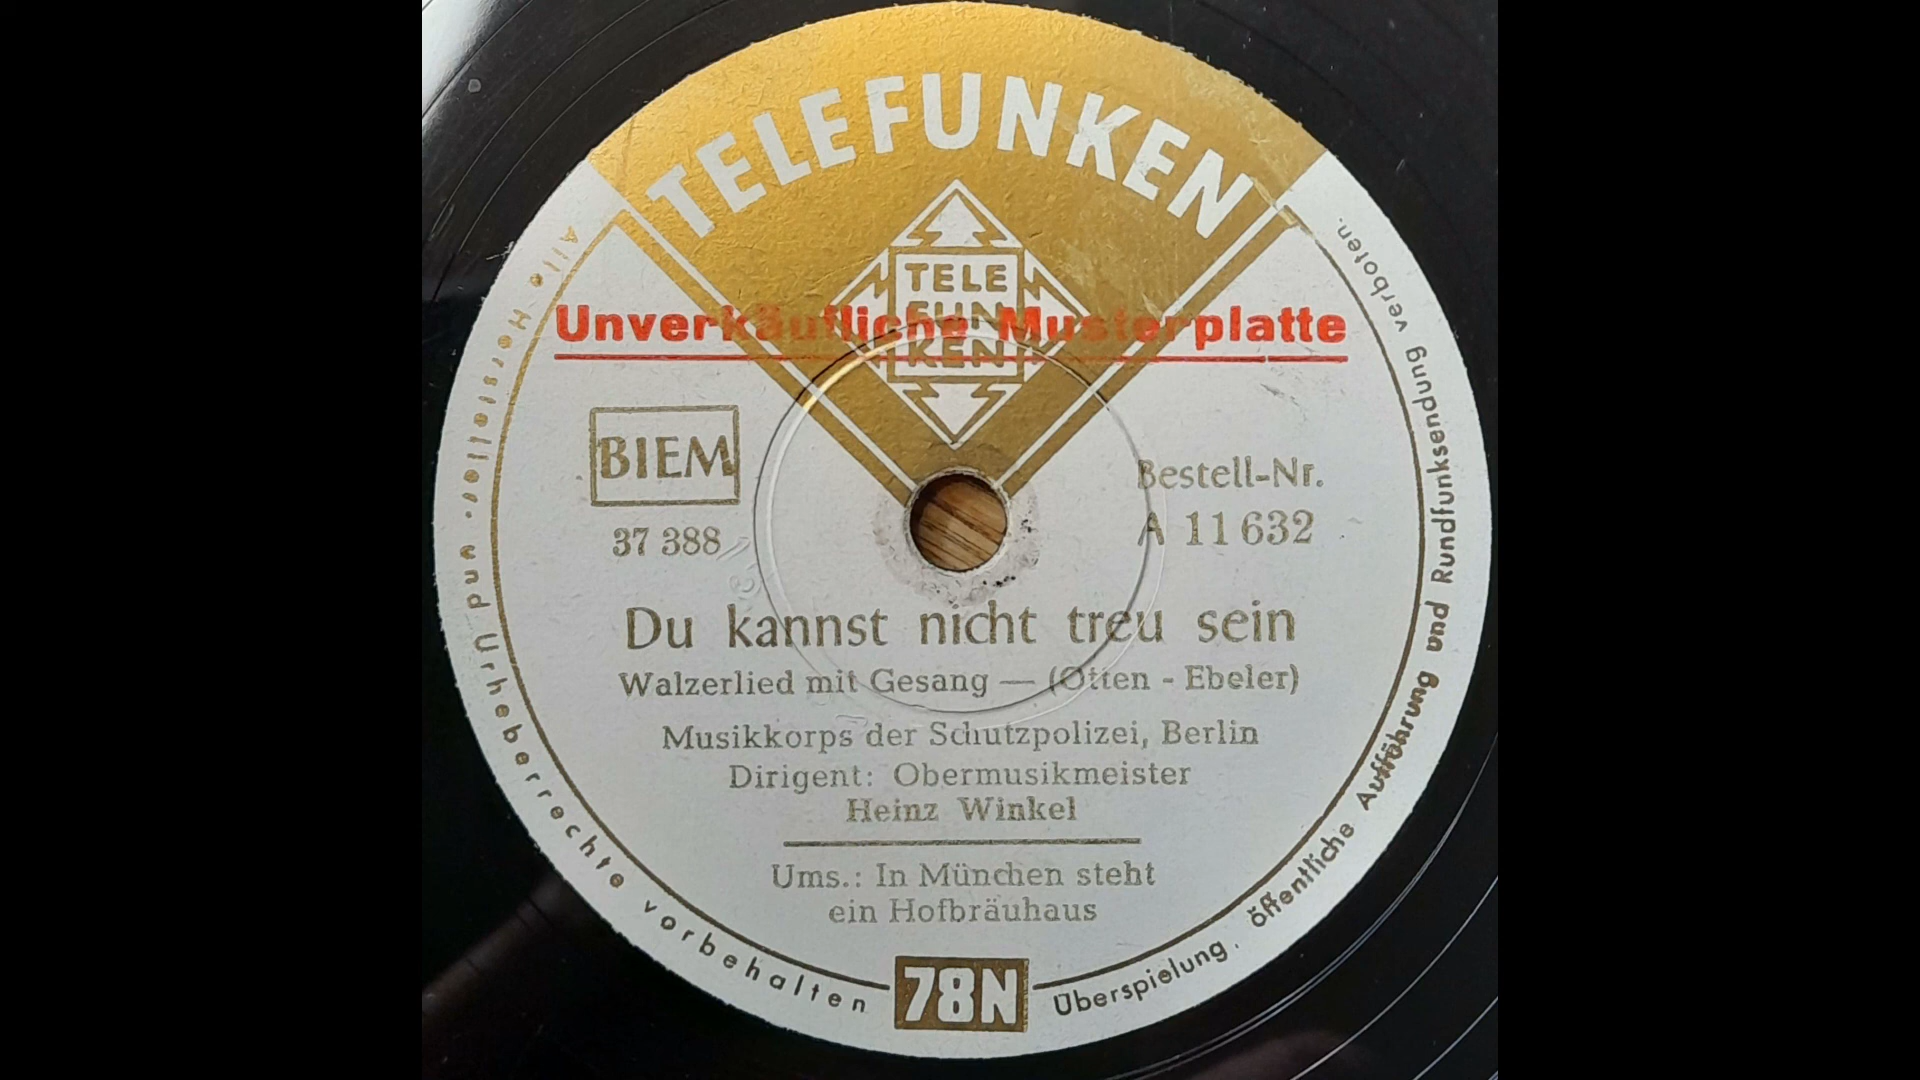 TELEFUNKEN
TELE
FUN
KEN
Unverkäufliche Musterplatte
BIEM
37 388
Bestell-Nr.
A 11 632
Du kannst nicht treu sein
Walzerlied mit Gesang — (Otten - Ebeler)
Musikkorps der Schutzpolizei, Berlin
Dirigent: Obermusikmeister
Heinz Winkel
Ums.: In München steht
ein Hofbräuhaus
78N
Alle Hersteller- und Urheberrechte vorbehalten
Überspielung, öffentliche Aufführung und Rundfunksendung verboten.